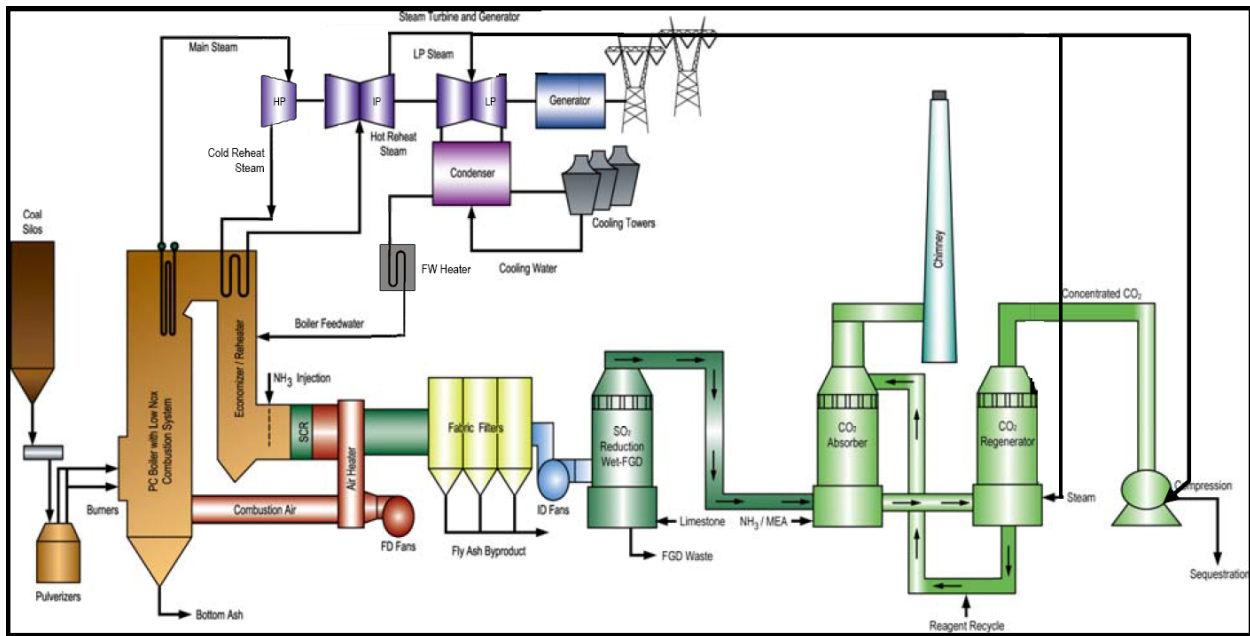 Steam Turbine and Generator
Main Steam
LP Steam
HP
IP
LP
Generator
Hot Reheat
Steam
Cold Reheat
Steam
Condenser
Cooling Towers
Coal
Silos
FW Heater
Cooling Water
Chimney
Concentrated CO₂
Boiler Feedwater
Economizer / Reheater
NH₃ Injection
PC Boiler with Low Nox
Combustion System
SCR
Air Heater
Fabric Filters
SO₂
Reduction
Wet-FGD
CO₂
Absorber
CO₂
Regenerator
Compression
Burners
Combustion Air
FD Fans
ID Fans
Limestone
NH₃ / MEA
Steam
Fly Ash Byproduct
FGD Waste
Sequestration
Pulverizers
Bottom Ash
Reagent Recycle